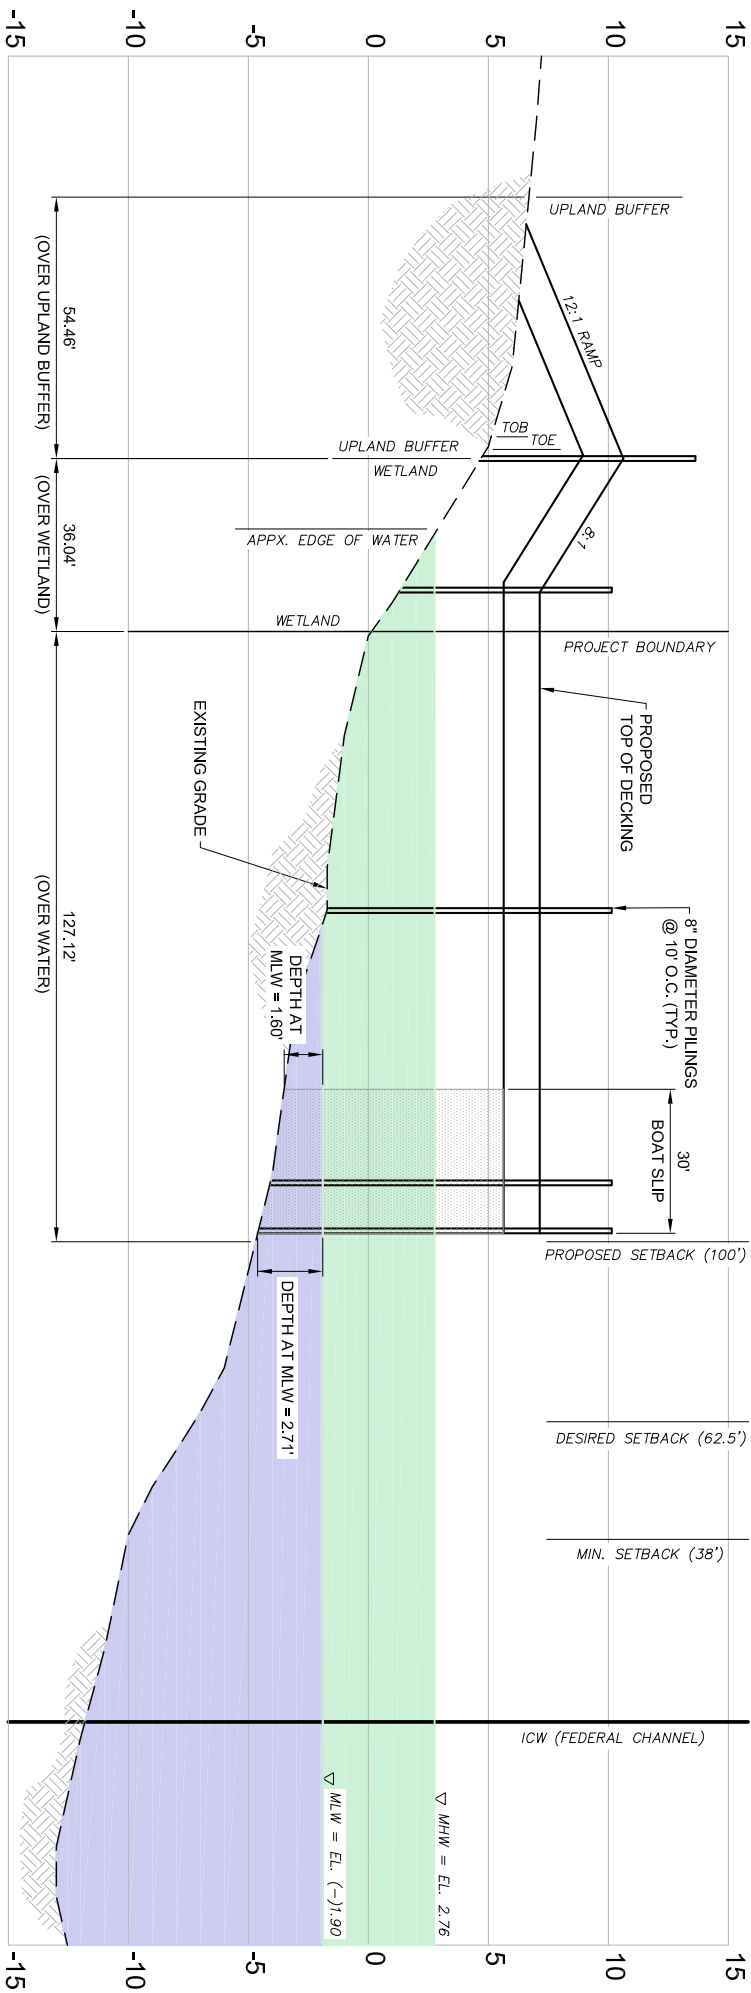 15
10
5
0
-5
-10
-15
UPLAND BUFFER
12:1 RAMP
8:1
TOB
TOE
UPLAND BUFFER
WETLAND
APPX. EDGE OF WATER
WETLAND
PROJECT BOUNDARY
PROPOSED
TOP OF DECKING
8" DIAMETER PILINGS
@ 10' O.C. (TYP.)
30'
BOAT SLIP
PROPOSED SETBACK (100')
DESIRED SETBACK (62.5')
MIN. SETBACK (38')
ICW (FEDERAL CHANNEL)
MHW = EL. 2.76
MLW = EL. (-)1.90
DEPTH AT
MLW = 1.60'
DEPTH AT MLW = 2.71'
EXISTING GRADE
54.46'
(OVER UPLAND BUFFER)
36.04'
(OVER WETLAND)
127.12'
(OVER WATER)
15
10
5
0
-5
-10
-15